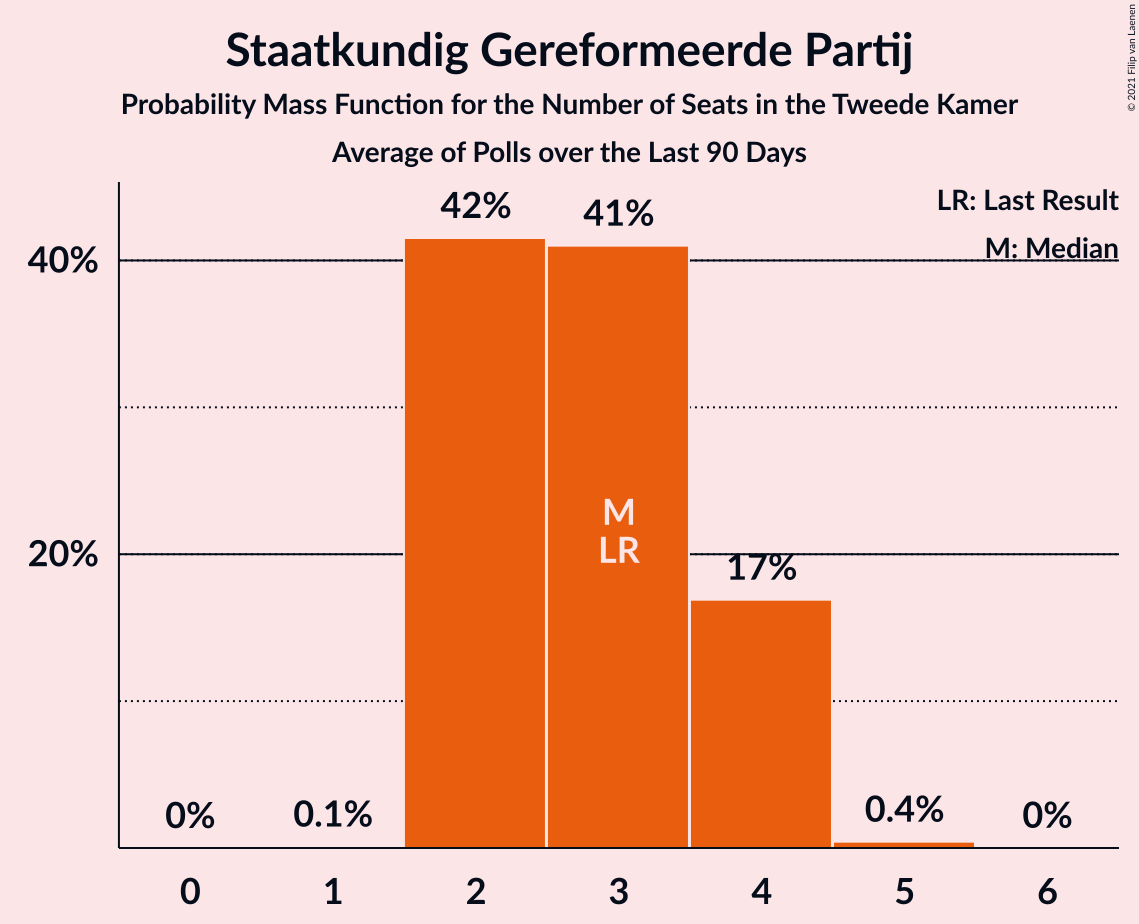 Staatkundig Gereformeerde Partij
Probability Mass Function for the Number of Seats in the Tweede Kamer
Average of Polls over the Last 90 Days
© 2021 Filip van Laenen
LR: Last Result
M: Median
40%
20%
0%
0.1%
42%
41%
17%
0.4%
0%
M
LR
0
1
2
3
4
5
6